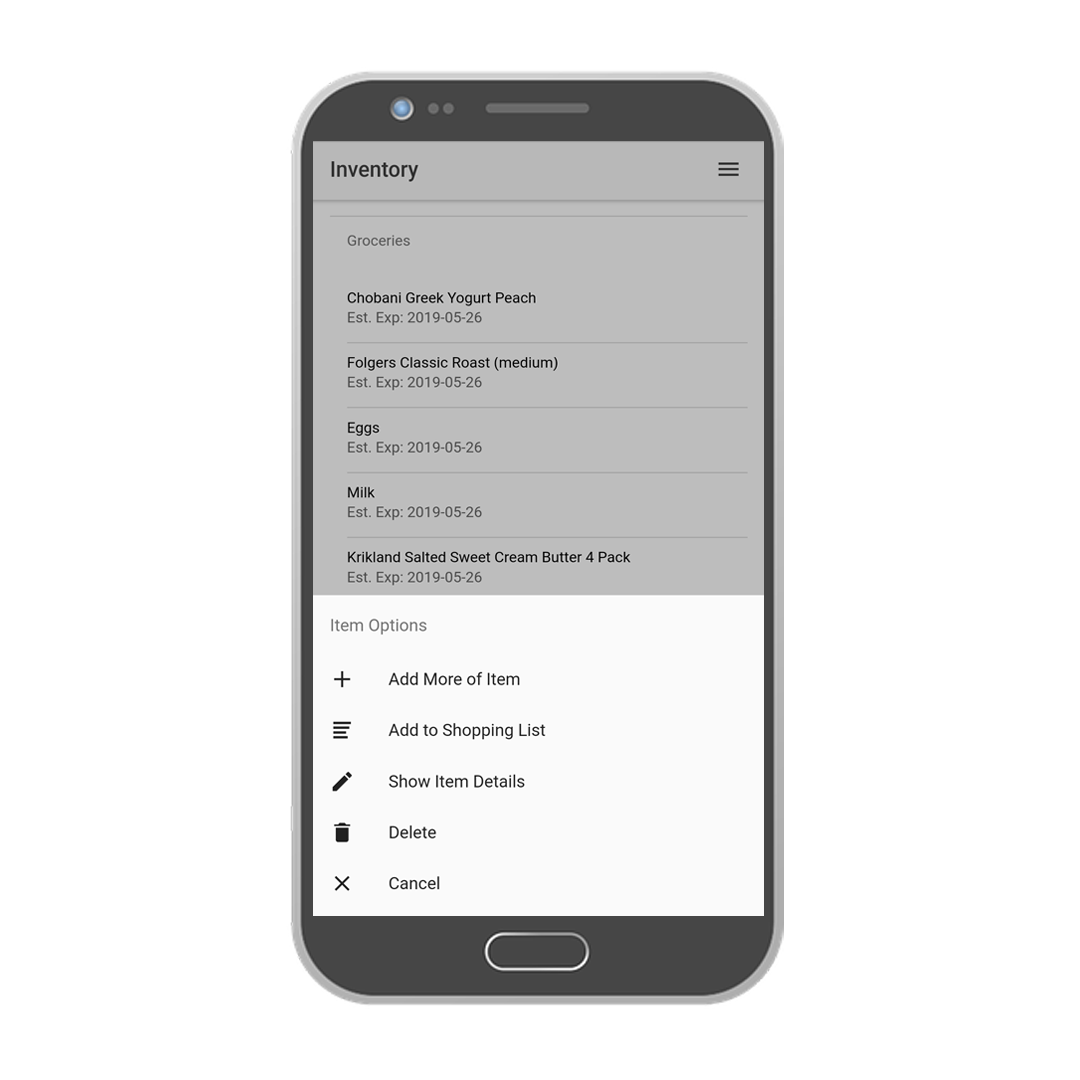 Inventory
Groceries
Chobani Greek Yogurt Peach
Est. Exp: 2019-05-26
Folgers Classic Roast (medium)
Est. Exp: 2019-05-26
Eggs
Est. Exp: 2019-05-26
Milk
Est. Exp: 2019-05-26
Krikland Salted Sweet Cream Butter 4 Pack
Est. Exp: 2019-05-26
Item Options
Add More of Item
Add to Shopping List
Show Item Details
Delete
Cancel